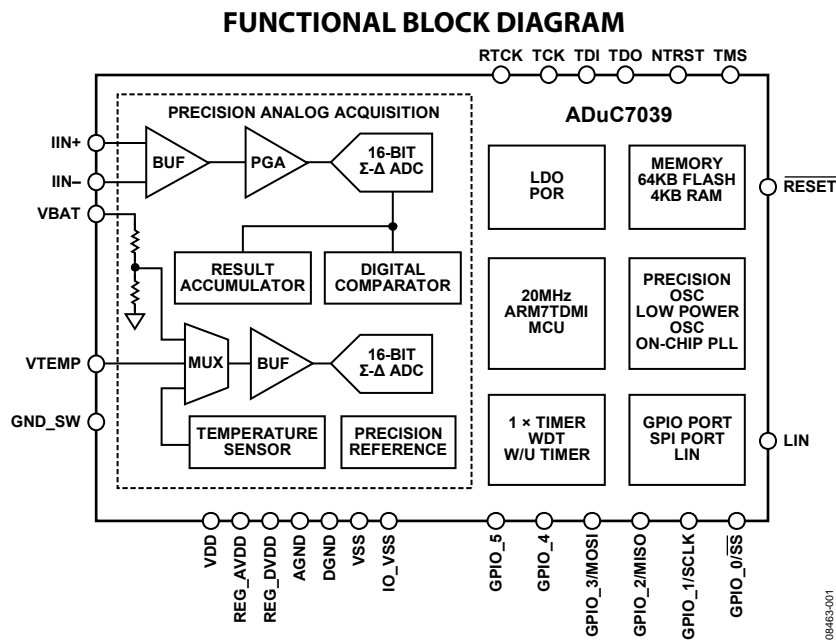 FUNCTIONAL BLOCK DIAGRAM
RTCK TCK TDI TDO NTRST TMS
PRECISION ANALOG ACQUISITION
ADuC7039
IIN+
IIN–
VBAT
VTEMP
GND_SW
BUF
PGA
16-BIT
Σ-Δ ADC
RESULT
ACCUMULATOR
DIGITAL
COMPARATOR
MUX
BUF
16-BIT
Σ-Δ ADC
TEMPERATURE
SENSOR
PRECISION
REFERENCE
LDO
POR
MEMORY
64KB FLASH
4KB RAM
20MHz
ARM7TDMI
MCU
PRECISION
OSC
LOW POWER
OSC
ON-CHIP PLL
1 × TIMER
WDT
W/U TIMER
GPIO PORT
SPI PORT
LIN
RESET
LIN
VDD
REG_AVDD
REG_DVDD
AGND
DGND
VSS
IO_VSS
GPIO_5
GPIO_4
GPIO_3/MOSI
GPIO_2/MISO
GPIO_1/SCLK
GPIO_0/SS
08463-001